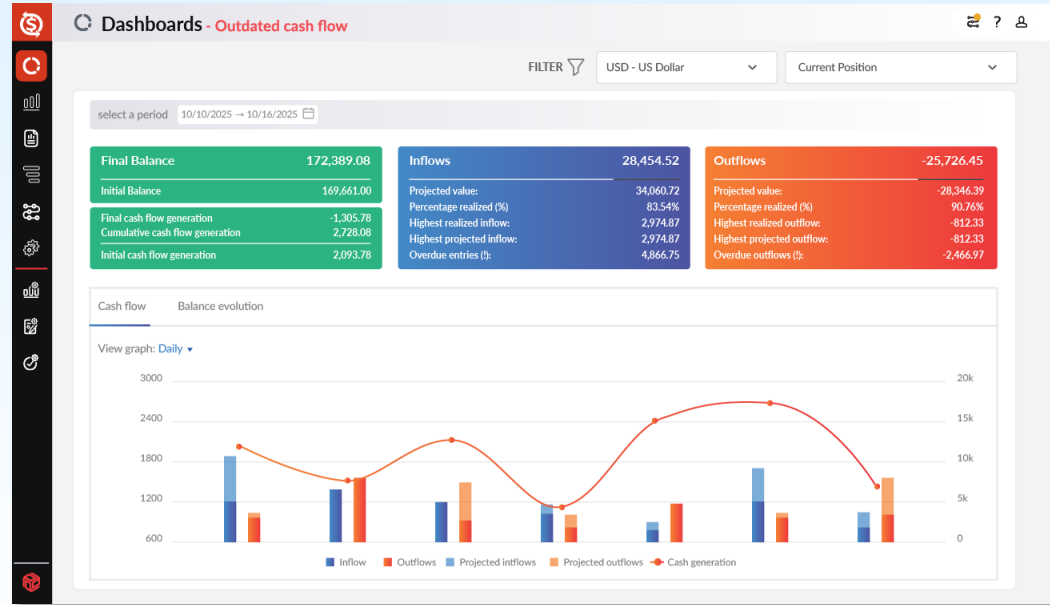 Dashboards - Outdated cash flow
?
FILTER USD - US Dollar Current Position
select a period 10/10/2025 → 10/16/2025
Final Balance 172,389.08
Initial Balance 169,661.00
Final cash flow generation -1,305.78
Cumulative cash flow generation 2,728.08
Initial cash flow generation 2,093.78
Inflows 28,454.52
Projected value: 34,060.72
Percentage realized (%) 83.54%
Highest realized inflow: 2,974.87
Highest projected inflow: 2,974.87
Overdue entries (!): 4,866.75
Outflows -25,726.45
Projected value: -28,346.39
Percentage realized (%) 90.76%
Highest realized outflow: -812.33
Highest projected outflow: -812.33
Overdue outflows (!): -2,466.97
Cash flow Balance evolution
View graph: Daily
3000 20k
2400 15k
1800 10k
1200 5k
600 0
Inflow Outflows Projected intflows Projected outflows Cash generation